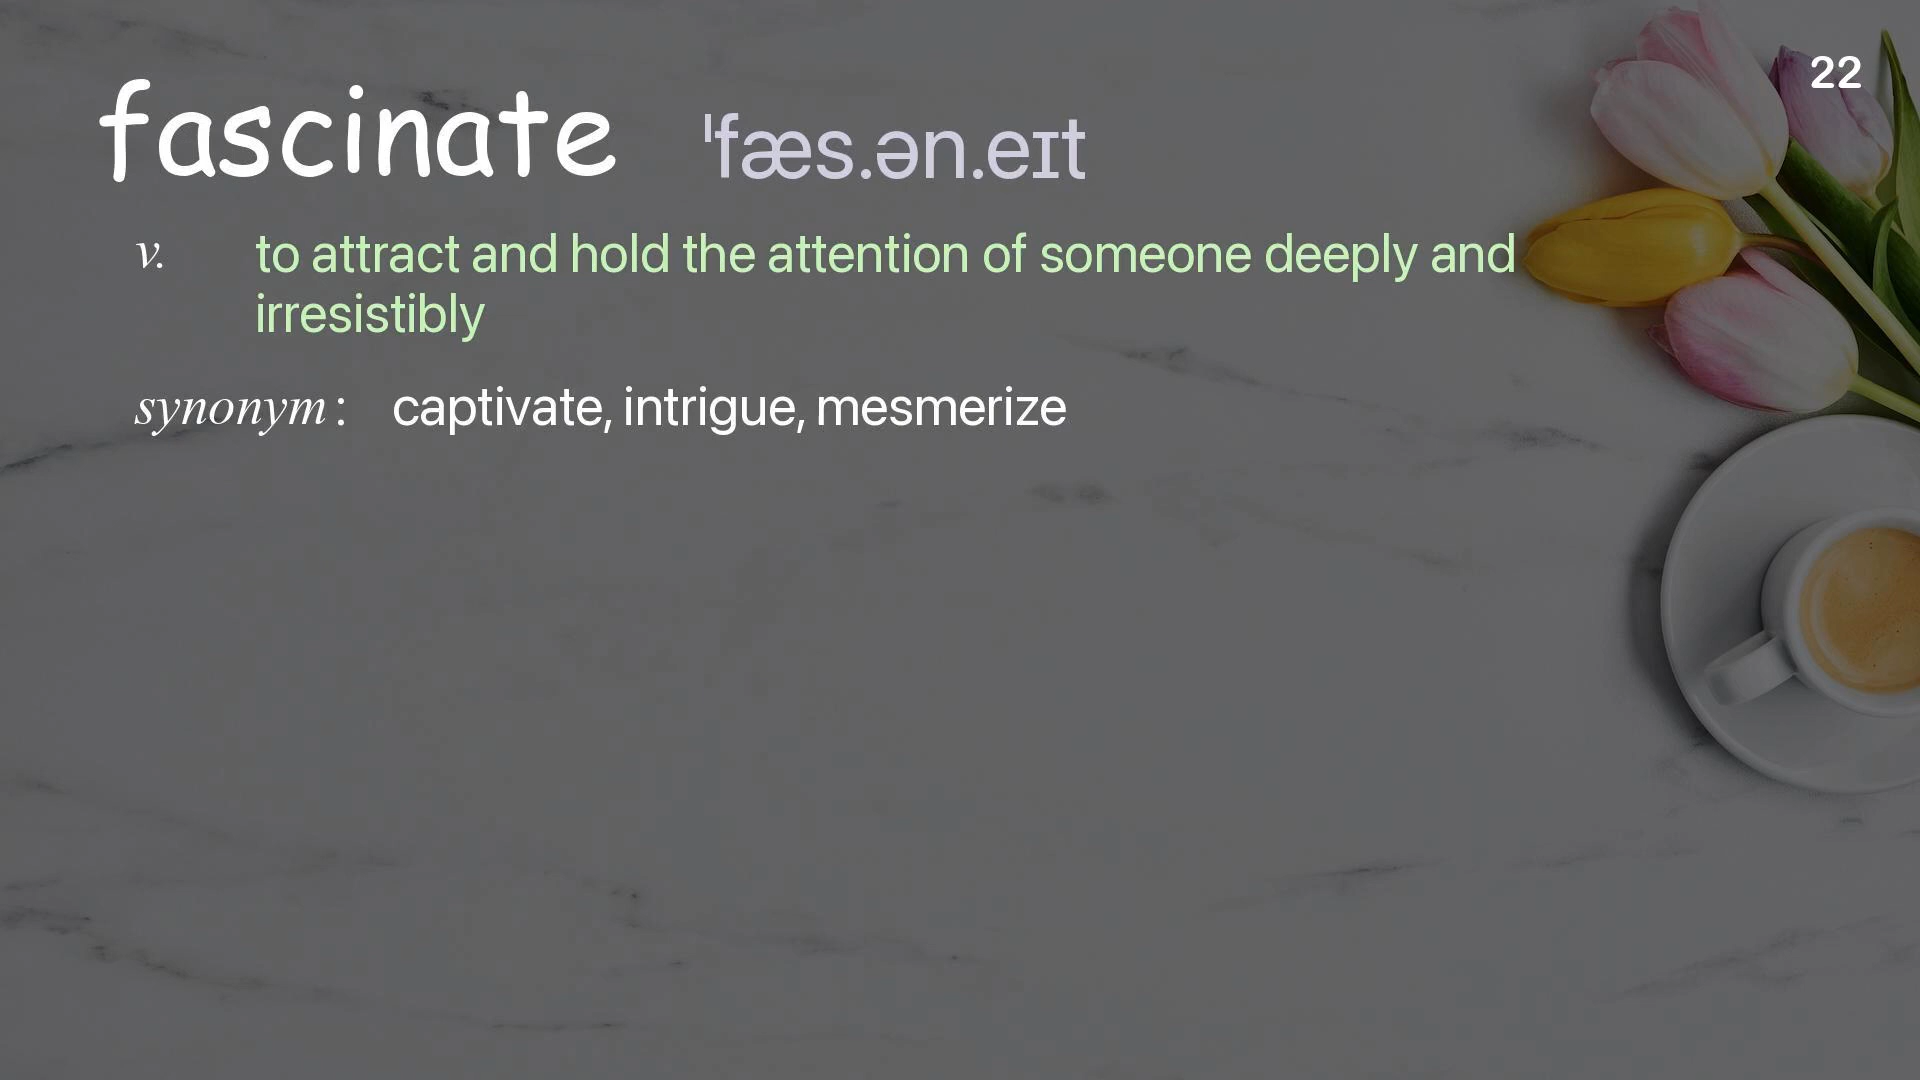 22
fascinate ˈfæs.ən.eɪt
v. to attract and hold the attention of someone deeply and
irresistibly
synonym : captivate, intrigue, mesmerize